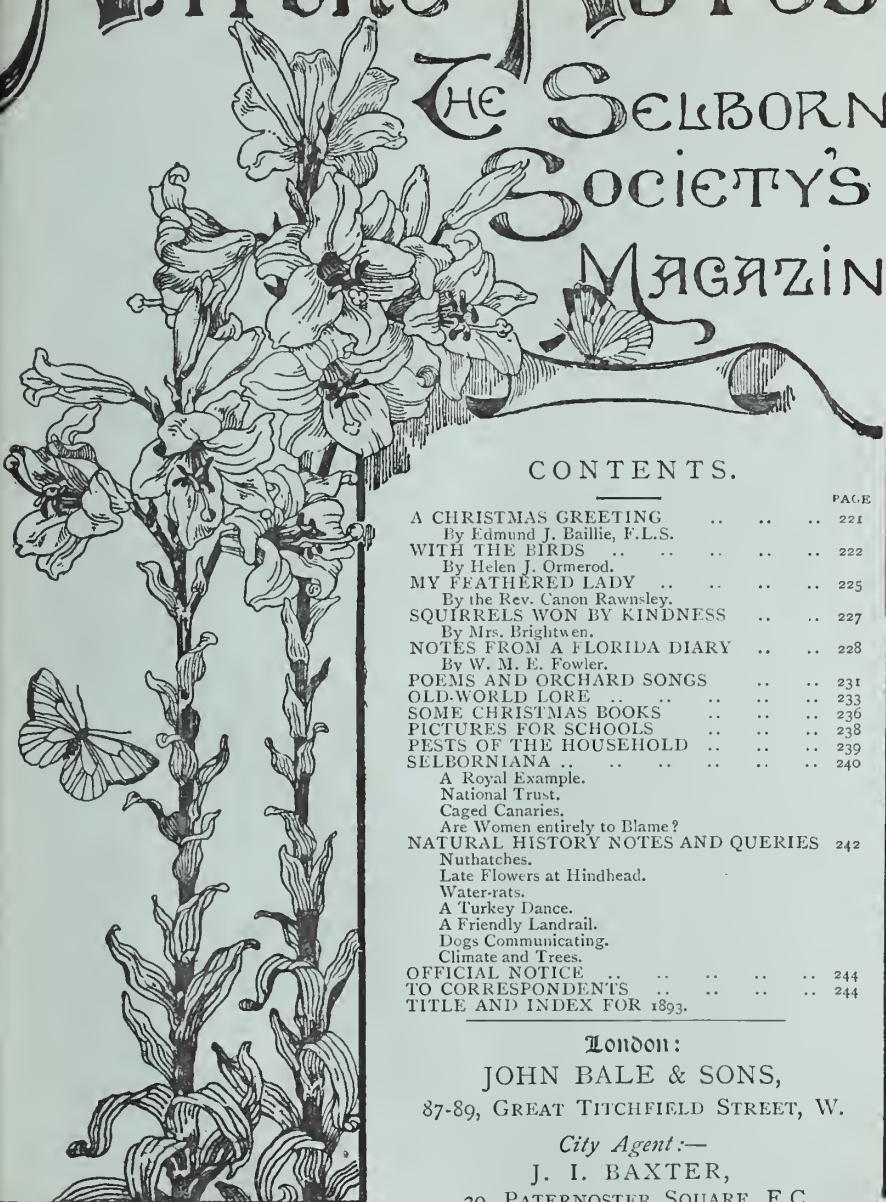 THE SELBORN
SOCIETY'S
MAGAZIN
CONTENTS.
PAGE
A CHRISTMAS GREETING .. .. .. 221
By Edmund J. Baillie, F.L.S.
WITH THE BIRDS .. .. .. .. .. 222
By Helen J. Ormerod.
MY FEATHERED LADY .. .. .. .. 225
By the Rev. Canon Rawnsley.
SQUIRRELS WON BY KINDNESS .. .. 227
By Mrs. Brightwen.
NOTES FROM A FLORIDA DIARY .. .. 228
By W. M. E. Fowler.
POEMS AND ORCHARD SONGS .. .. 231
OLD-WORLD LORE .. .. .. .. .. 233
SOME CHRISTMAS BOOKS .. .. .. 236
PICTURES FOR SCHOOLS .. .. .. 238
PESTS OF THE HOUSEHOLD .. .. .. 239
SELBORNIANA .. .. .. .. .. .. 240
A Royal Example.
National Trust.
Caged Canaries.
Are Women entirely to Blame?
NATURAL HISTORY NOTES AND QUERIES 242
Nuthatches.
Late Flowers at Hindhead.
Water-rats.
A Turkey Dance.
A Friendly Landrail.
Dogs Communicating.
Climate and Trees.
OFFICIAL NOTICE .. .. .. .. .. 244
TO CORRESPONDENTS .. .. .. .. 244
TITLE AND INDEX FOR 1893.
London:
JOHN BALE & SONS,
87-89, GREAT TITCHFIELD STREET, W.
City Agent:—
J. I. BAXTER,
PATERNOSTER SQUARE, E.C.